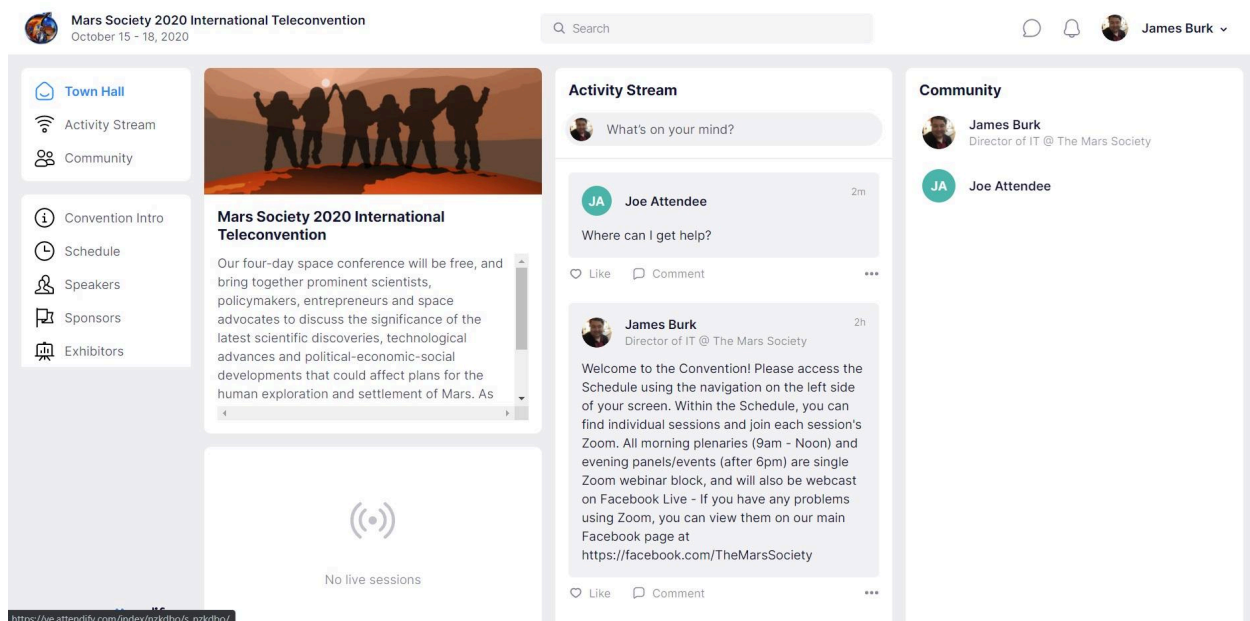 Mars Society 2020 International Teleconvention
October 15 - 18, 2020
Search
James Burk
Town Hall
Activity Stream
Community
Convention Intro
Schedule
Speakers
Sponsors
Exhibitors
Mars Society 2020 International
Teleconvention
Our four-day space conference will be free, and
bring together prominent scientists,
policymakers, entrepreneurs and space
advocates to discuss the significance of the
latest scientific discoveries, technological
advances and political-economic-social
developments that could affect plans for the
human exploration and settlement of Mars. As
No live sessions
Activity Stream
What's on your mind?
JA
Joe Attendee
2m
Where can I get help?
Like Comment
James Burk
2h
Director of IT @ The Mars Society
Welcome to the Convention! Please access the
Schedule using the navigation on the left side
of your screen. Within the Schedule, you can
find individual sessions and join each session's
Zoom. All morning plenaries (9am - Noon) and
evening panels/events (after 6pm) are single
Zoom webinar block, and will also be webcast
on Facebook Live - If you have any problems
using Zoom, you can view them on our main
Facebook page at
https://facebook.com/TheMarsSociety
Like Comment
Community
James Burk
Director of IT @ The Mars Society
JA
Joe Attendee
https://ve.attendify.com/index/nzkdho/s_nzkdho/